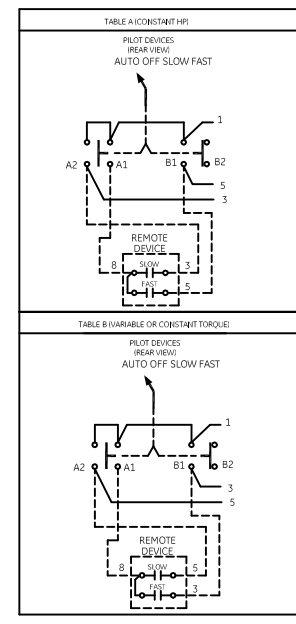 TABLE A (CONSTANT HP)
PILOT DEVICES
(REAR VIEW)
AUTO OFF SLOW FAST
1
A2 A1 B1 B2
5
3
REMOTE
DEVICE
8 SLOW 3
FAST 5
TABLE B (VARIABLE OR CONSTANT TORQUE)
PILOT DEVICES
(REAR VIEW)
AUTO OFF SLOW FAST
1
A2 A1 B1 B2
3
5
REMOTE
DEVICE
8 SLOW 5
FAST 3